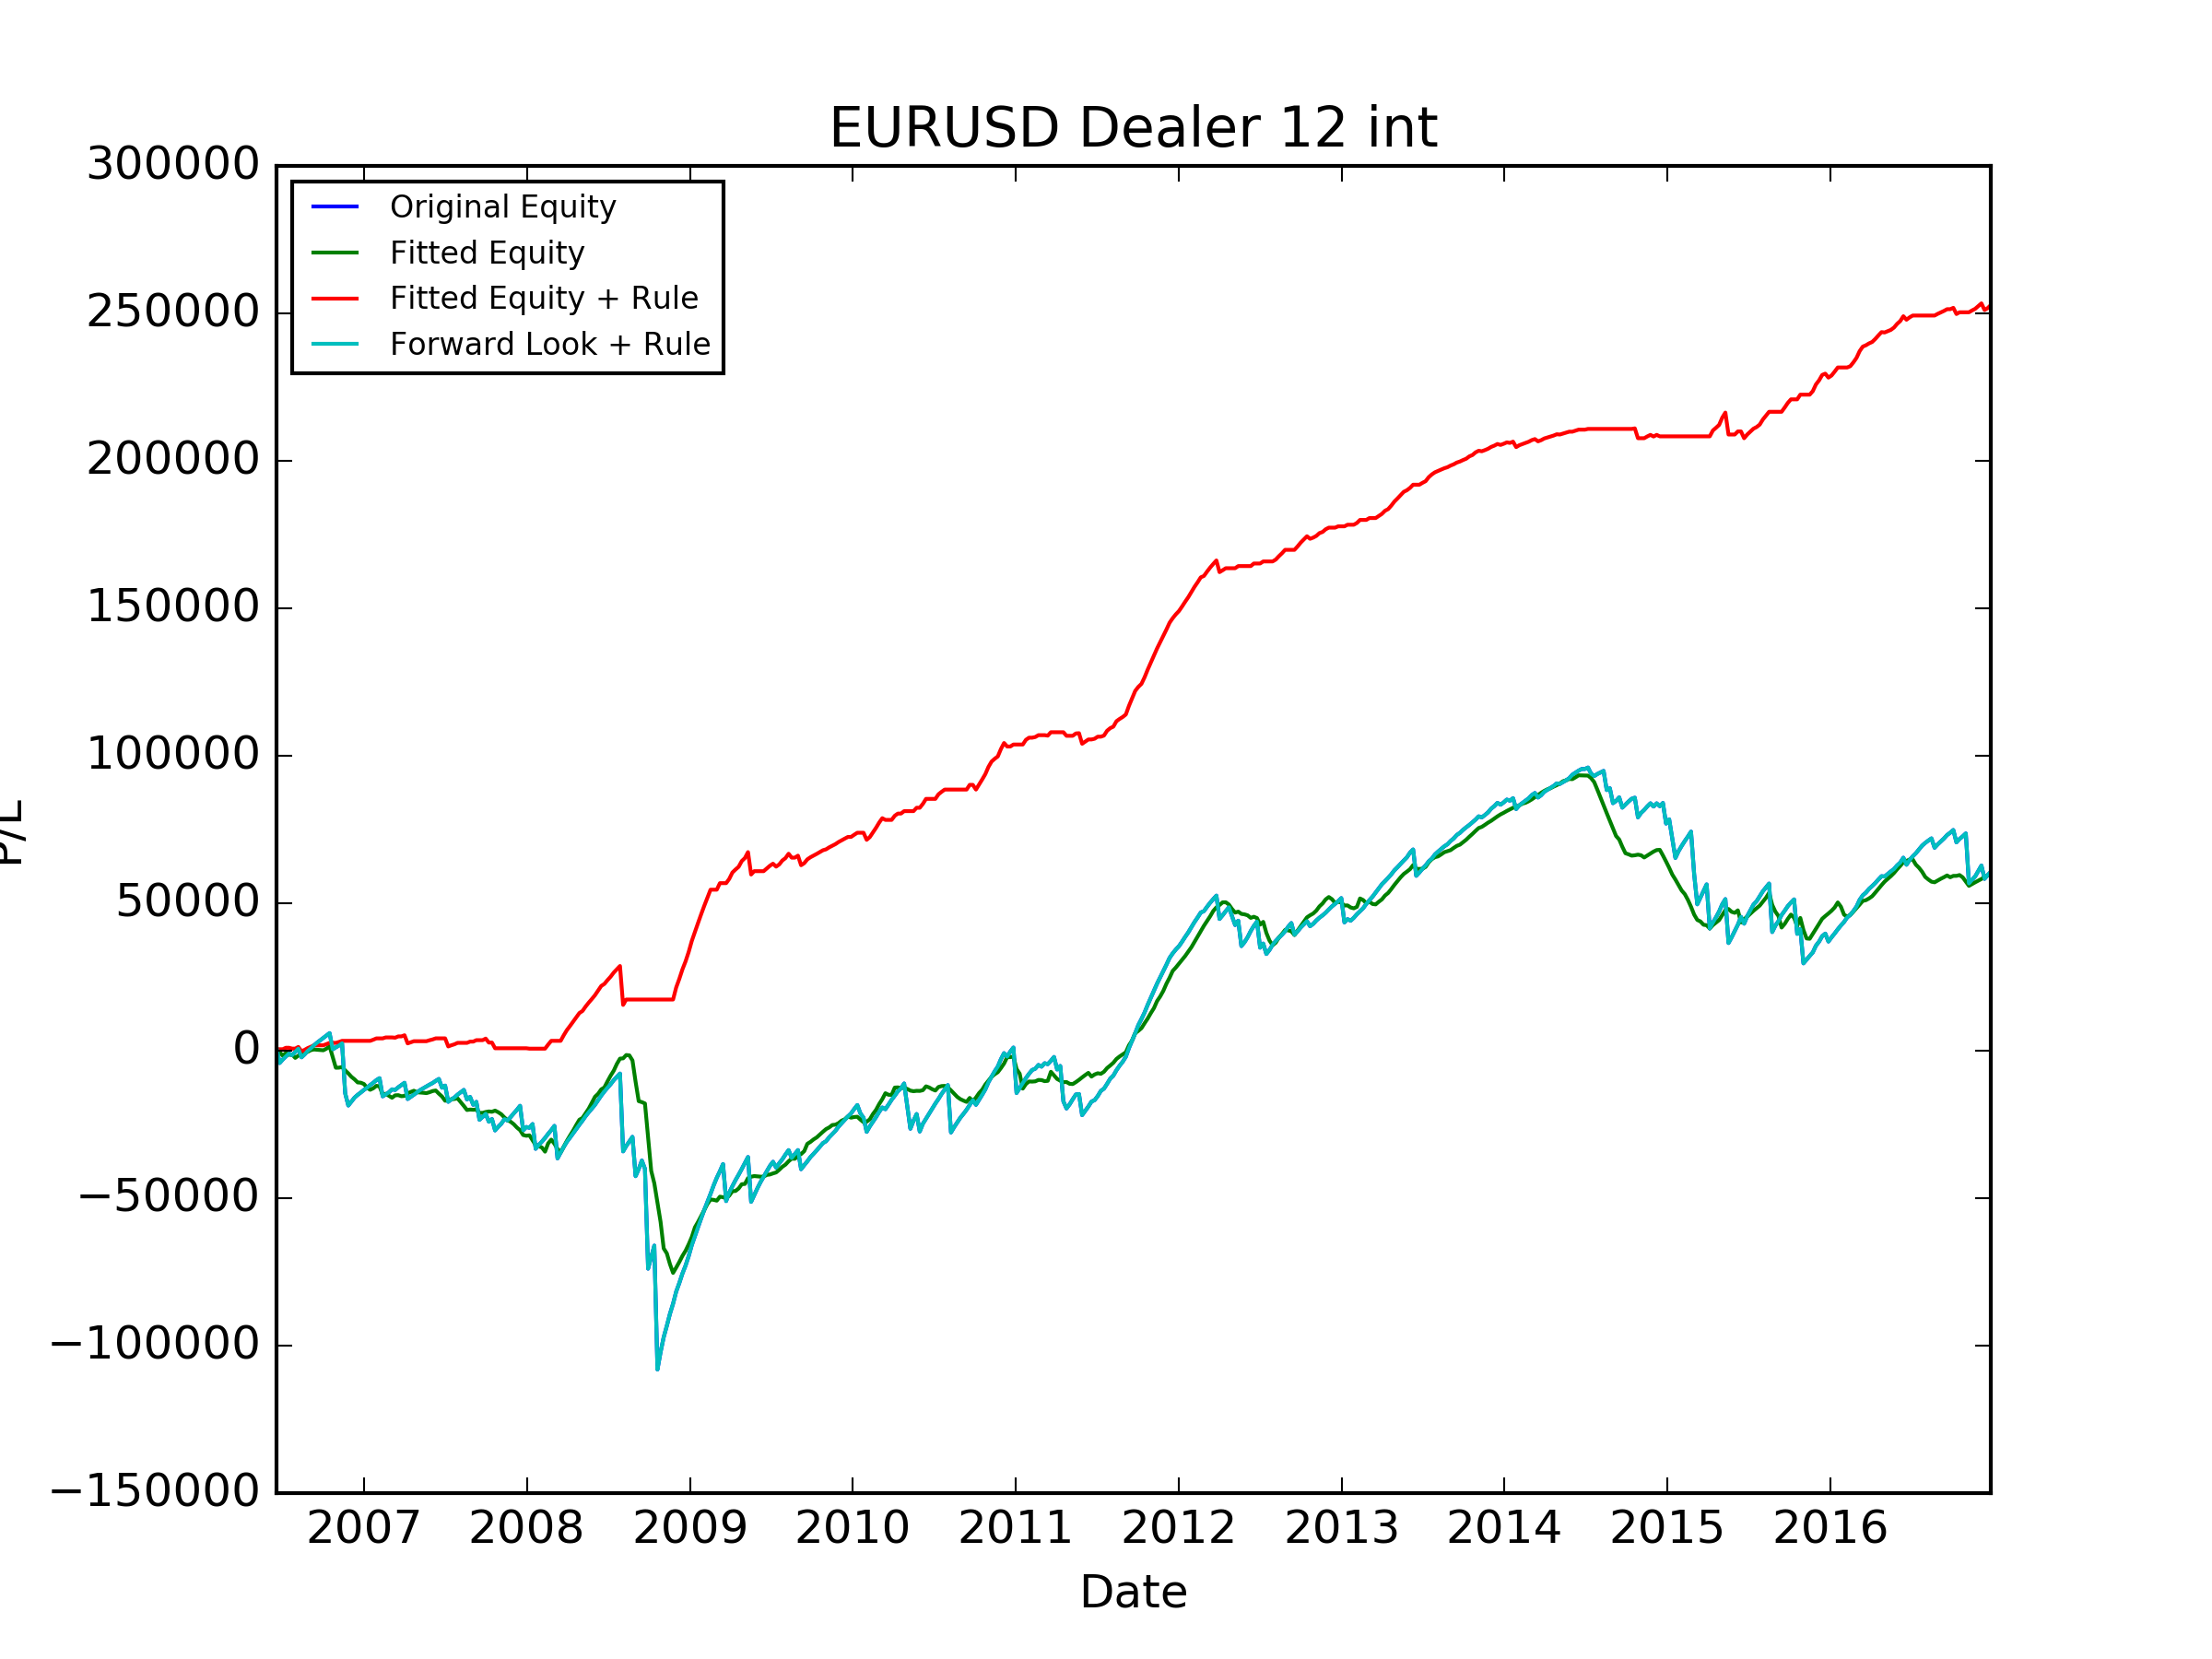 EURUSD Dealer 12 int
300000
250000
200000
150000
100000
50000
0
−50000
−100000
−150000
Original Equity
Fitted Equity
Fitted Equity + Rule
Forward Look + Rule
P/L
2007 2008 2009 2010 2011 2012 2013 2014 2015 2016
Date